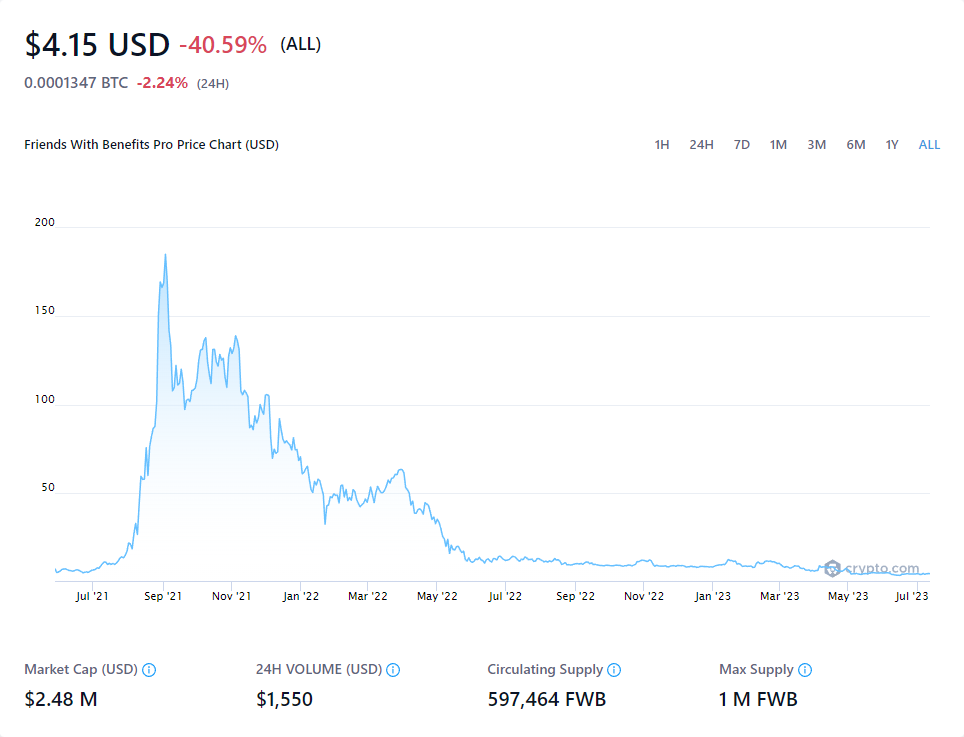 $4.15 USD -40.59% (ALL)
0.0001347 BTC -2.24% (24H)
Friends With Benefits Pro Price Chart (USD) 1H 24H 7D 1M 3M 6M 1Y ALL
200
150
100
50
crypto.com
Jul '21 Sep '21 Nov '21 Jan '22 Mar '22 May '22 Jul '22 Sep '22 Nov '22 Jan '23 Mar '23 May '23 Jul '23
Market Cap (USD) 24H VOLUME (USD) Circulating Supply Max Supply
$2.48 M $1,550 597,464 FWB 1 M FWB